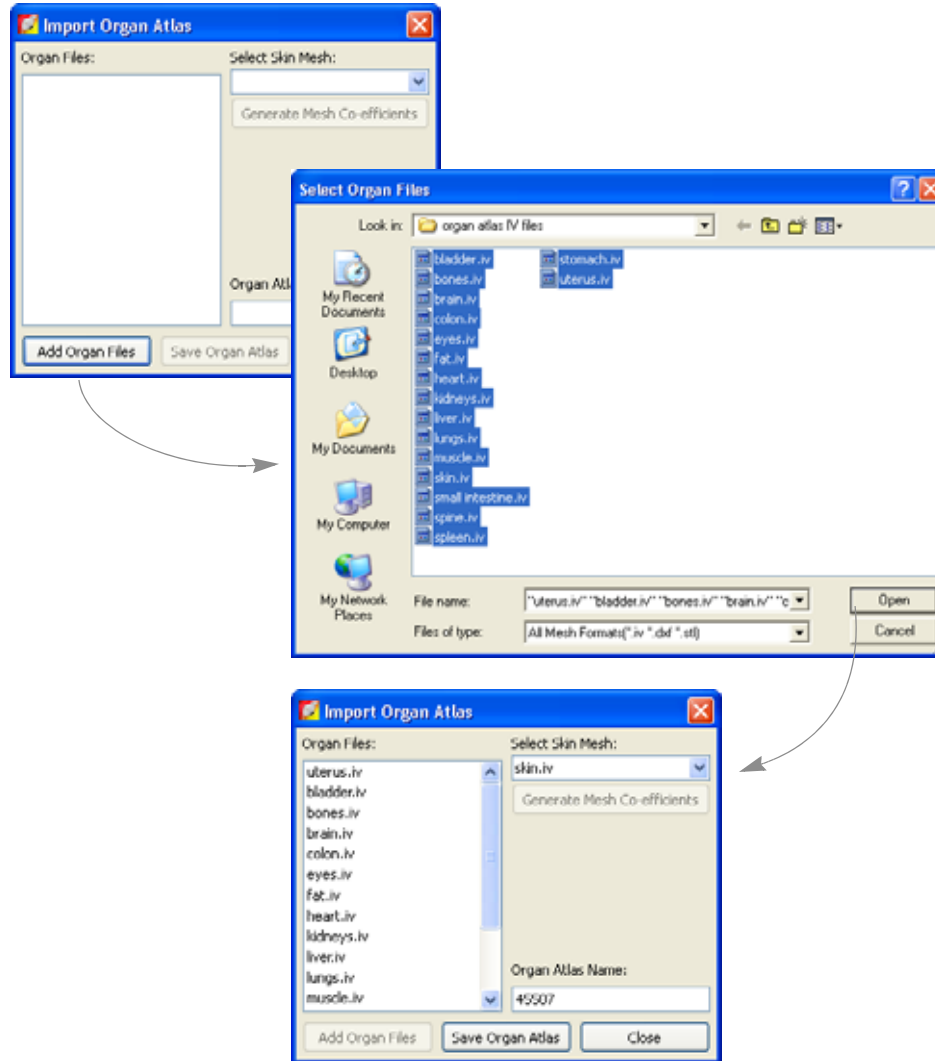 Import Organ Atlas
Organ Files:
Select Skin Mesh:
Generate Mesh Co-efficients
Organ Atl
Add Organ Files
Save Organ Atlas
Select Organ Files
Look in:
organ atlas IV files
My Recent
Documents
Desktop
My Documents
My Computer
My Network
Places
bladder.iv
bones.iv
brain.iv
colon.iv
eyes.iv
fat.iv
heart.iv
kidneys.iv
liver.iv
lungs.iv
muscle.iv
skin.iv
small intestine.iv
spine.iv
spleen.iv
stomach.iv
uterus.iv
File name:
"uterus.iv" "bladder.iv" "bones.iv" "brain.iv" "c
Open
Files of type:
All Mesh Formats(*.iv *.dxf *.stl)
Cancel
Import Organ Atlas
Organ Files:
uterus.iv
bladder.iv
bones.iv
brain.iv
colon.iv
eyes.iv
fat.iv
heart.iv
kidneys.iv
liver.iv
lungs.iv
muscle.iv
Select Skin Mesh:
skin.iv
Generate Mesh Co-efficients
Organ Atlas Name:
45507
Add Organ Files
Save Organ Atlas
Close